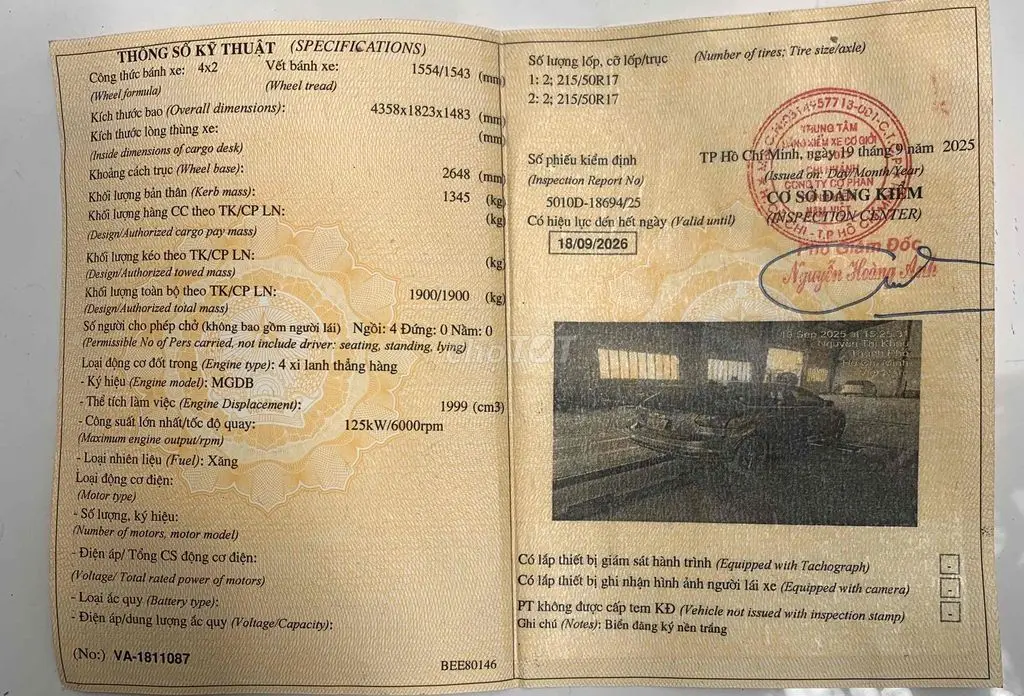 THÔNG SỐ KỸ THUẬT (SPECIFICATIONS)
Công thức bánh xe: 4x2 Vết bánh xe: 1554/1543 (mm)
(Wheel formula) (Wheel tread)
Kích thước bao (Overall dimensions): 4358x1823x1483 (mm)
Kích thước lòng thùng xe: (mm)
(Inside dimensions of cargo desk)
Khoảng cách trục (Wheel base): 2648 (mm)
Khối lượng bản thân (Kerb mass): 1345 (kg)
Khối lượng hàng CC theo TK/CP LN: (kg)
(Design/Authorized cargo pay mass)
Khối lượng kéo theo TK/CP LN: (kg)
(Design/Authorized towed mass)
Khối lượng toàn bộ theo TK/CP LN: 1900/1900 (kg)
(Design/Authorized total mass)
Số người cho phép chở (không bao gồm người lái) Ngồi: 4 Đứng: 0 Nằm: 0
(Permissible No of Pers carried, not include driver: seating, standing, lying)
Loại động cơ đốt trong (Engine type): 4 xi lanh thẳng hàng
- Ký hiệu (Engine model): MGDB
- Thể tích làm việc (Engine Displacement): 1999 (cm3)
- Công suất lớn nhất/tốc độ quay: 125kW/6000rpm
(Maximum engine output/rpm)
- Loại nhiên liệu (Fuel): Xăng
Loại động cơ điện:
(Motor type)
- Số lượng, ký hiệu:
(Number of motors, motor model)
- Điện áp/ Tổng CS động cơ điện:
(Voltage/ Total rated power of motors)
- Loại ắc quy (Battery type):
- Điện áp/dung lượng ắc quy (Voltage/Capacity):
(No:) VA-1811087
BEE80146
Số lượng lốp, cỡ lốp/trục (Number of tires; Tire size/axle)
1: 2; 215/50R17
2: 2; 215/50R17
Số phiếu kiểm định
(Inspection Report No)
5010D-18694/25
Có hiệu lực đến hết ngày (Valid until)
18/09/2026
TP Hồ Chí Minh, ngày 19 tháng 9 năm 2025
(Issued on: Day/Month/Year)
CƠ SỞ ĐĂNG KIỂM
(INSPECTION CENTER)
TRUNG TÂM
ĐĂNG KIỂM XE CƠ GIỚI
CÔNG TY CỔ PHẦN
Phó Giám Đốc
Nguyễn Hoàng Anh
19 Sep 2025
Chợ TỐT
Có lắp thiết bị giám sát hành trình (Equipped with Tachograph) -
Có lắp thiết bị ghi nhận hình ảnh người lái xe (Equipped with camera) -
PT không được cấp tem KĐ (Vehicle not issued with inspection stamp) -
Ghi chú (Notes): Biển đăng ký nền trắng